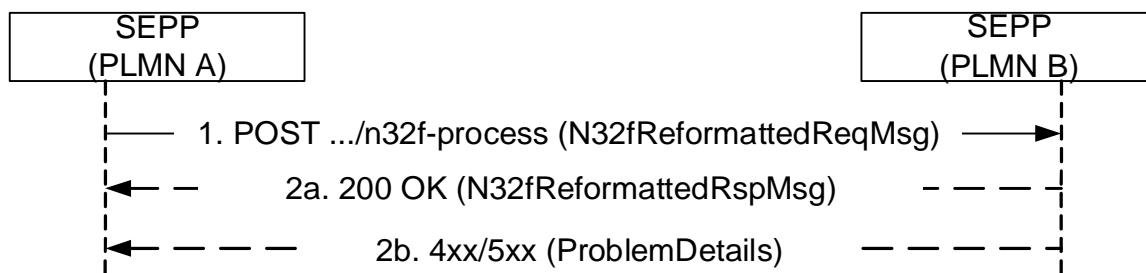 SEPP
(PLMN A)
SEPP
(PLMN B)
1. POST .../n32f-process (N32fReformattedReqMsg)
2a. 200 OK (N32fReformattedRspMsg)
2b. 4xx/5xx (ProblemDetails)